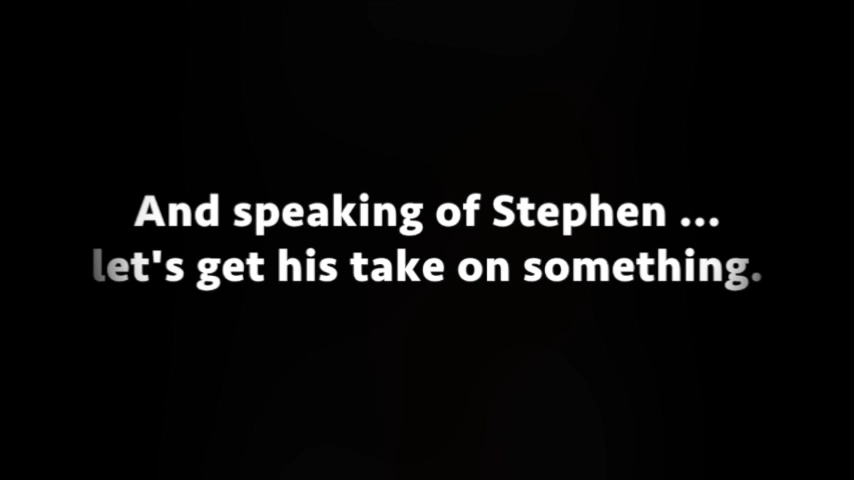 And speaking of Stephen ...
let's get his take on something.